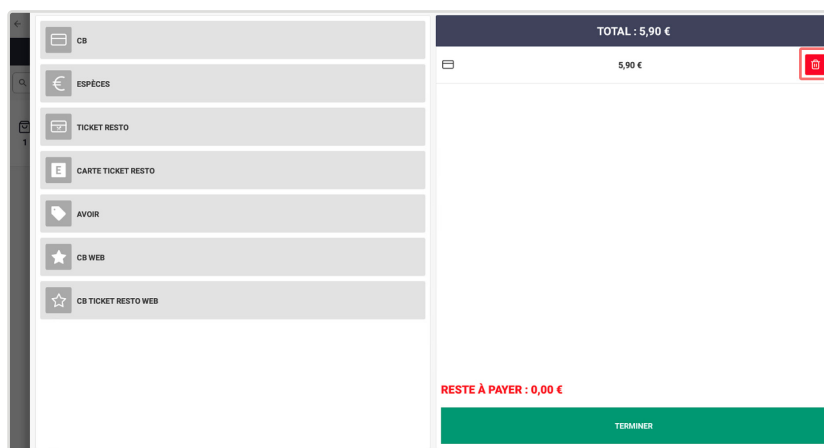 CB
ESPÈCES
TICKET RESTO
E
CARTE TICKET RESTO
AVOIR
CB WEB
CB TICKET RESTO WEB
1
TOTAL : 5,90 €
5,90 €
RESTE À PAYER : 0,00 €
TERMINER